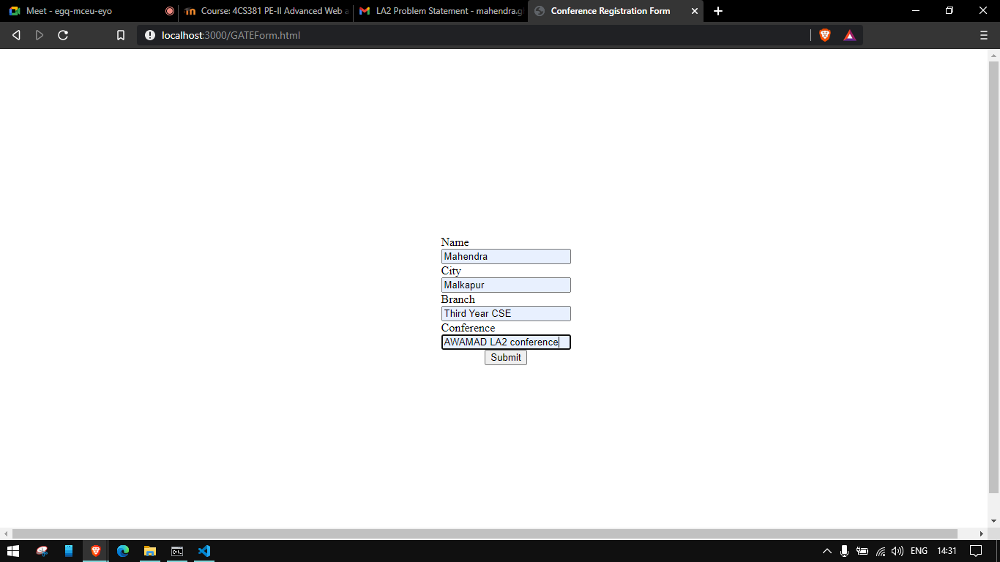 Meet - egq-mceu-eyo
Course: 4CS381 PE-II Advanced Web a
LA2 Problem Statement - mahendra.g
Conference Registration Form
localhost:3000/GATEForm.html
Name
Mahendra
City
Malkapur
Branch
Third Year CSE
Conference
AWAMAD LA2 conference
Submit
ENG
14:31